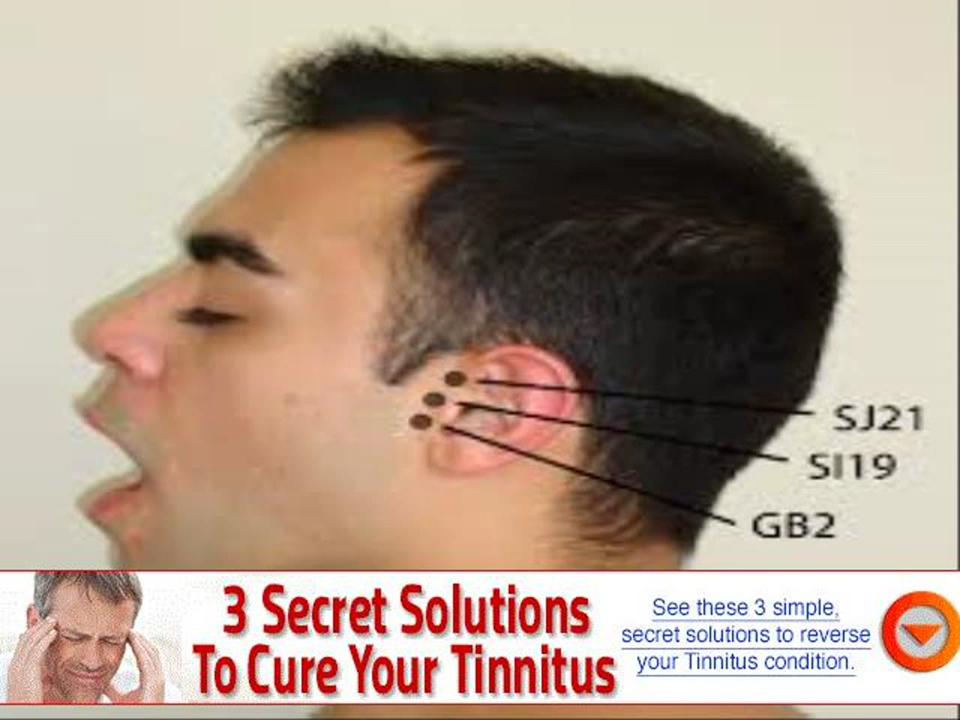 SJ21
SI19
GB2
3 Secret Solutions
To Cure Your Tinnitus
See these 3 simple,
secret solutions to reverse
your Tinnitus condition.